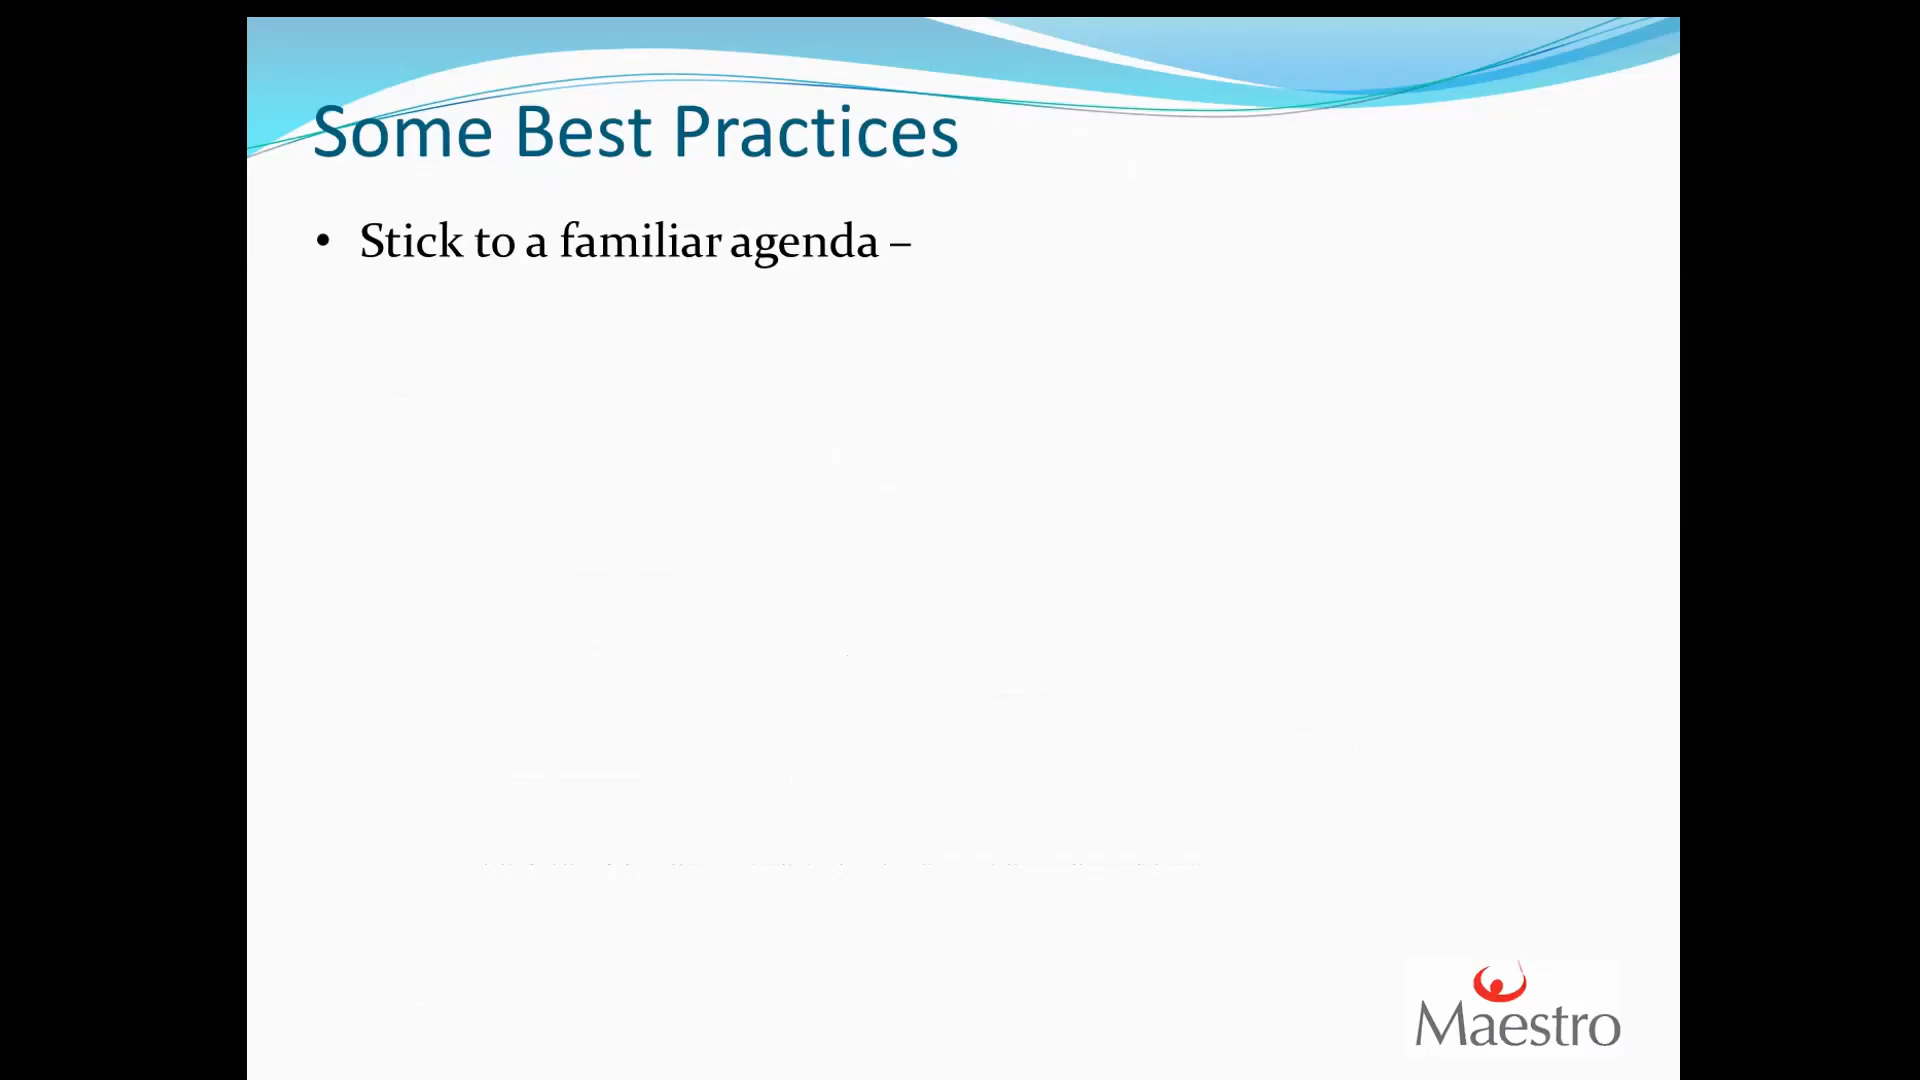 Some Best Practices
• Stick to a familiar agenda –
Maestro